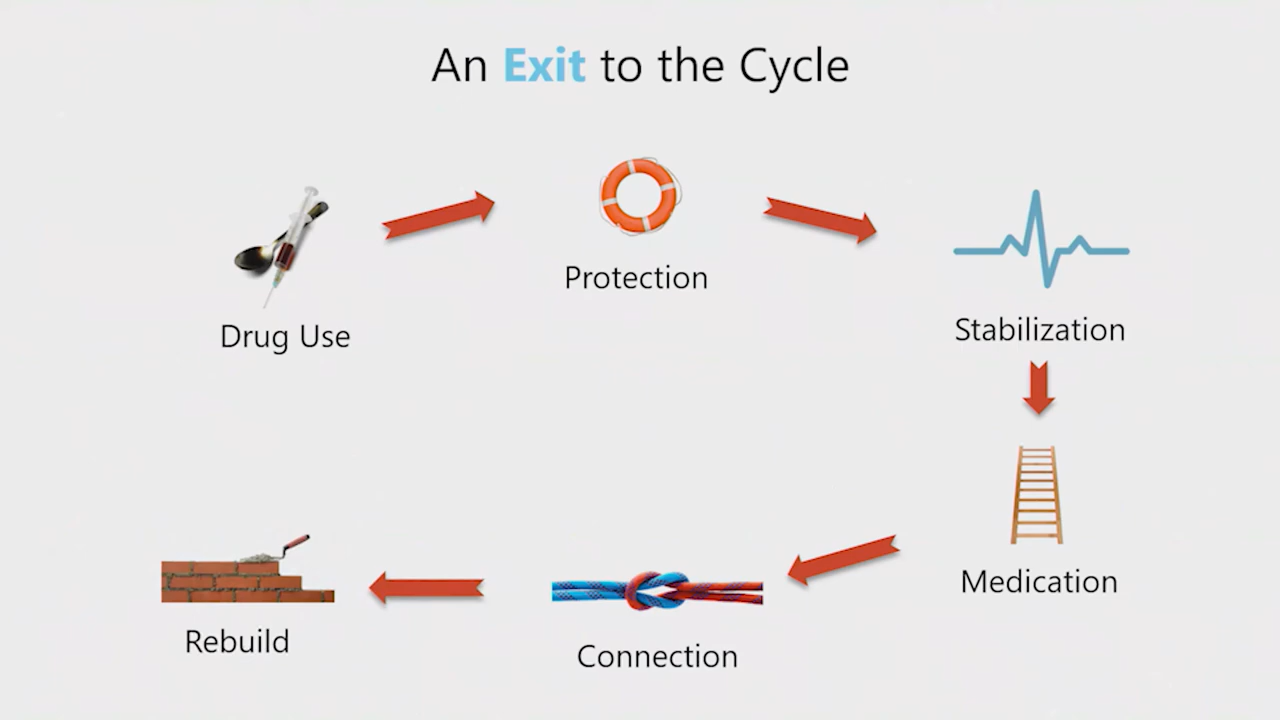 An Exit to the Cycle
Drug Use
Protection
Stabilization
Medication
Connection
Rebuild